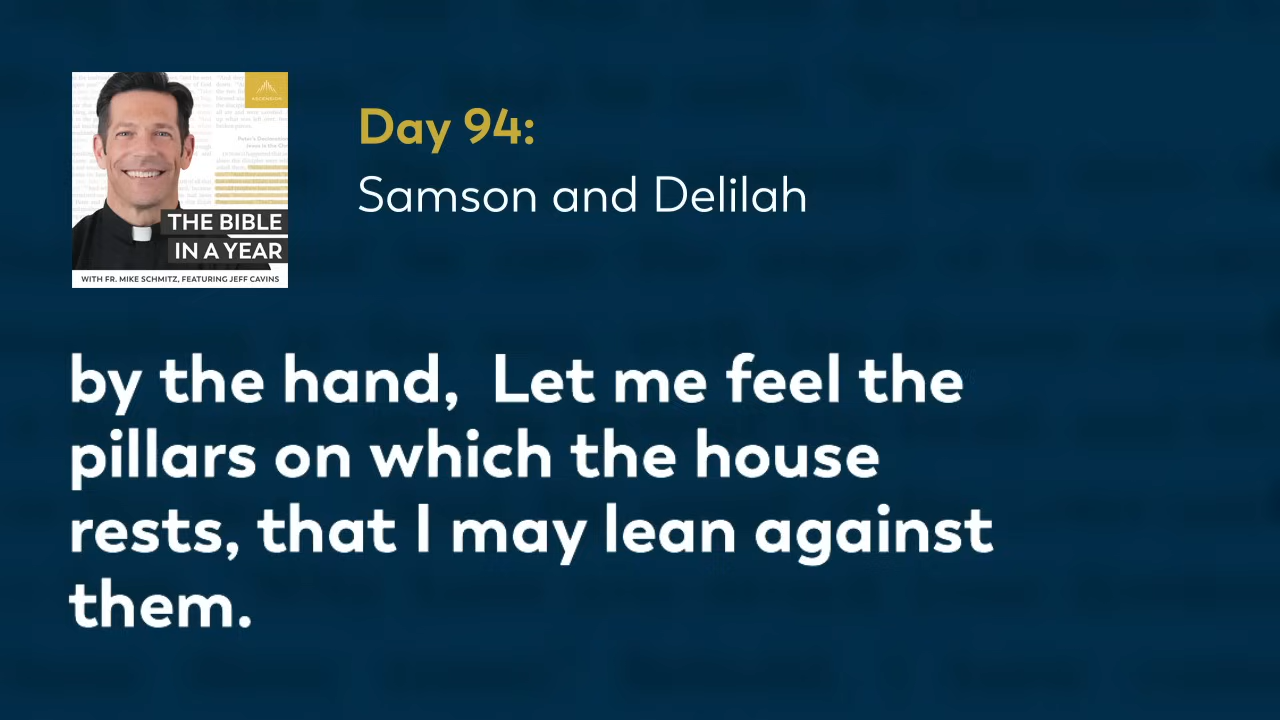 Day 94:
Samson and Delilah
THE BIBLE
IN A YEAR
WITH FR. MIKE SCHMITZ, FEATURING JEFF CAVINS
by the hand,  Let me feel the
pillars on which the house
rests, that I may lean against
them.